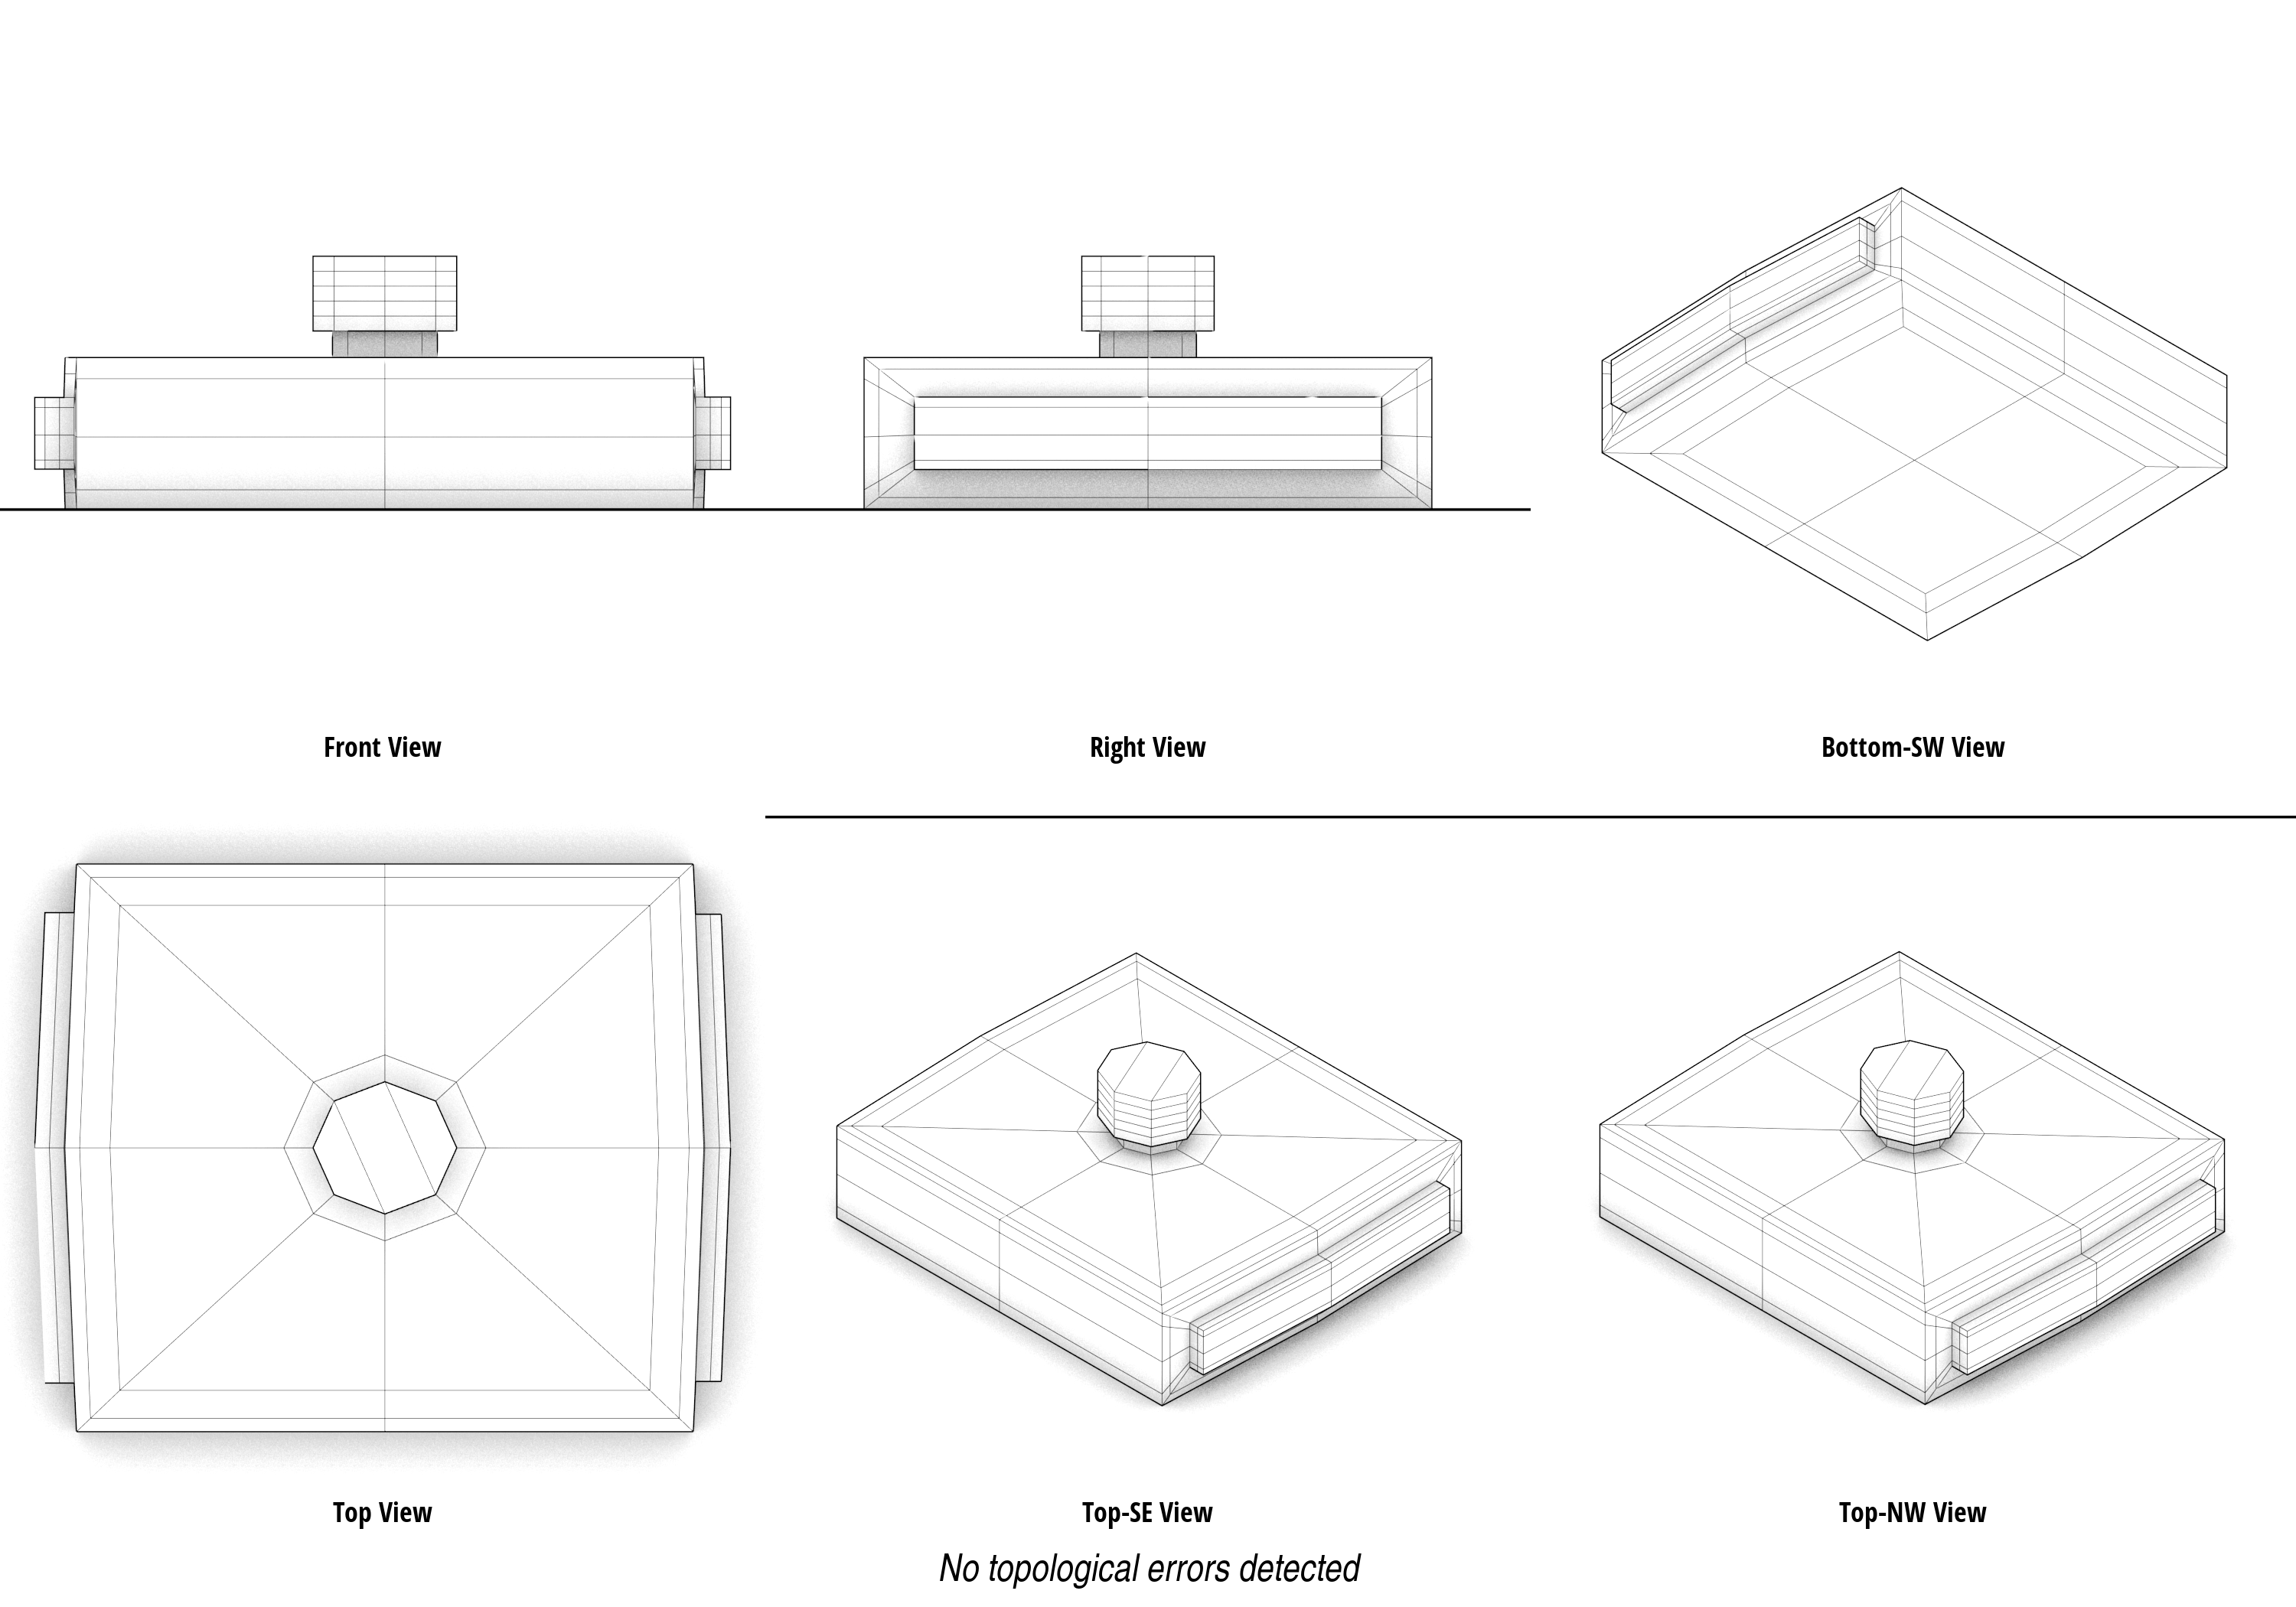 Front View
Right View
Bottom-SW View
Top View
Top-SE View
Top-NW View
No topological errors detected